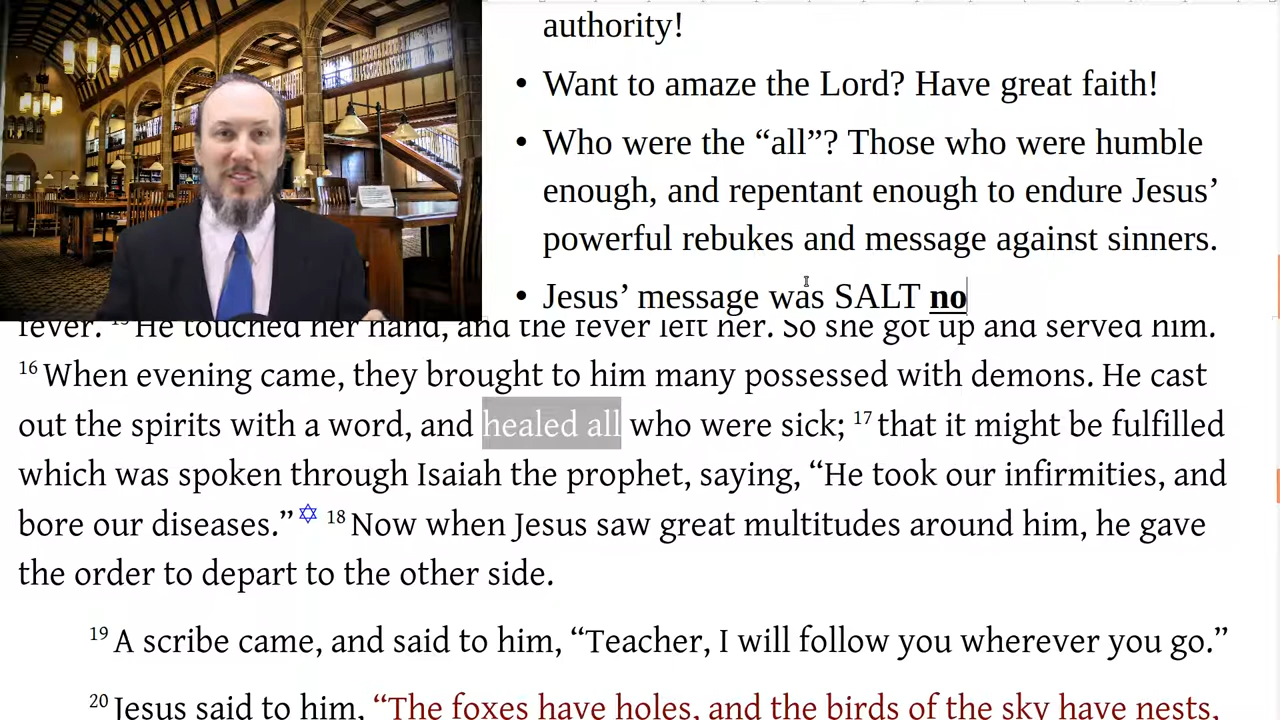 authority!
• Want to amaze the Lord? Have great faith!
• Who were the “all”? Those who were humble
enough, and repentant enough to endure Jesus’
powerful rebukes and message against sinners.
• Jesus’ message was SALT no
fever. 15 He touched her hand, and the fever left her. So she got up and served him.
16 When evening came, they brought to him many possessed with demons. He cast
out the spirits with a word, and healed all who were sick; 17 that it might be fulfilled
which was spoken through Isaiah the prophet, saying, “He took our infirmities, and
bore our diseases.”✡ 18 Now when Jesus saw great multitudes around him, he gave
the order to depart to the other side.
19 A scribe came, and said to him, “Teacher, I will follow you wherever you go.”
20 Jesus said to him, “The foxes have holes, and the birds of the sky have nests,